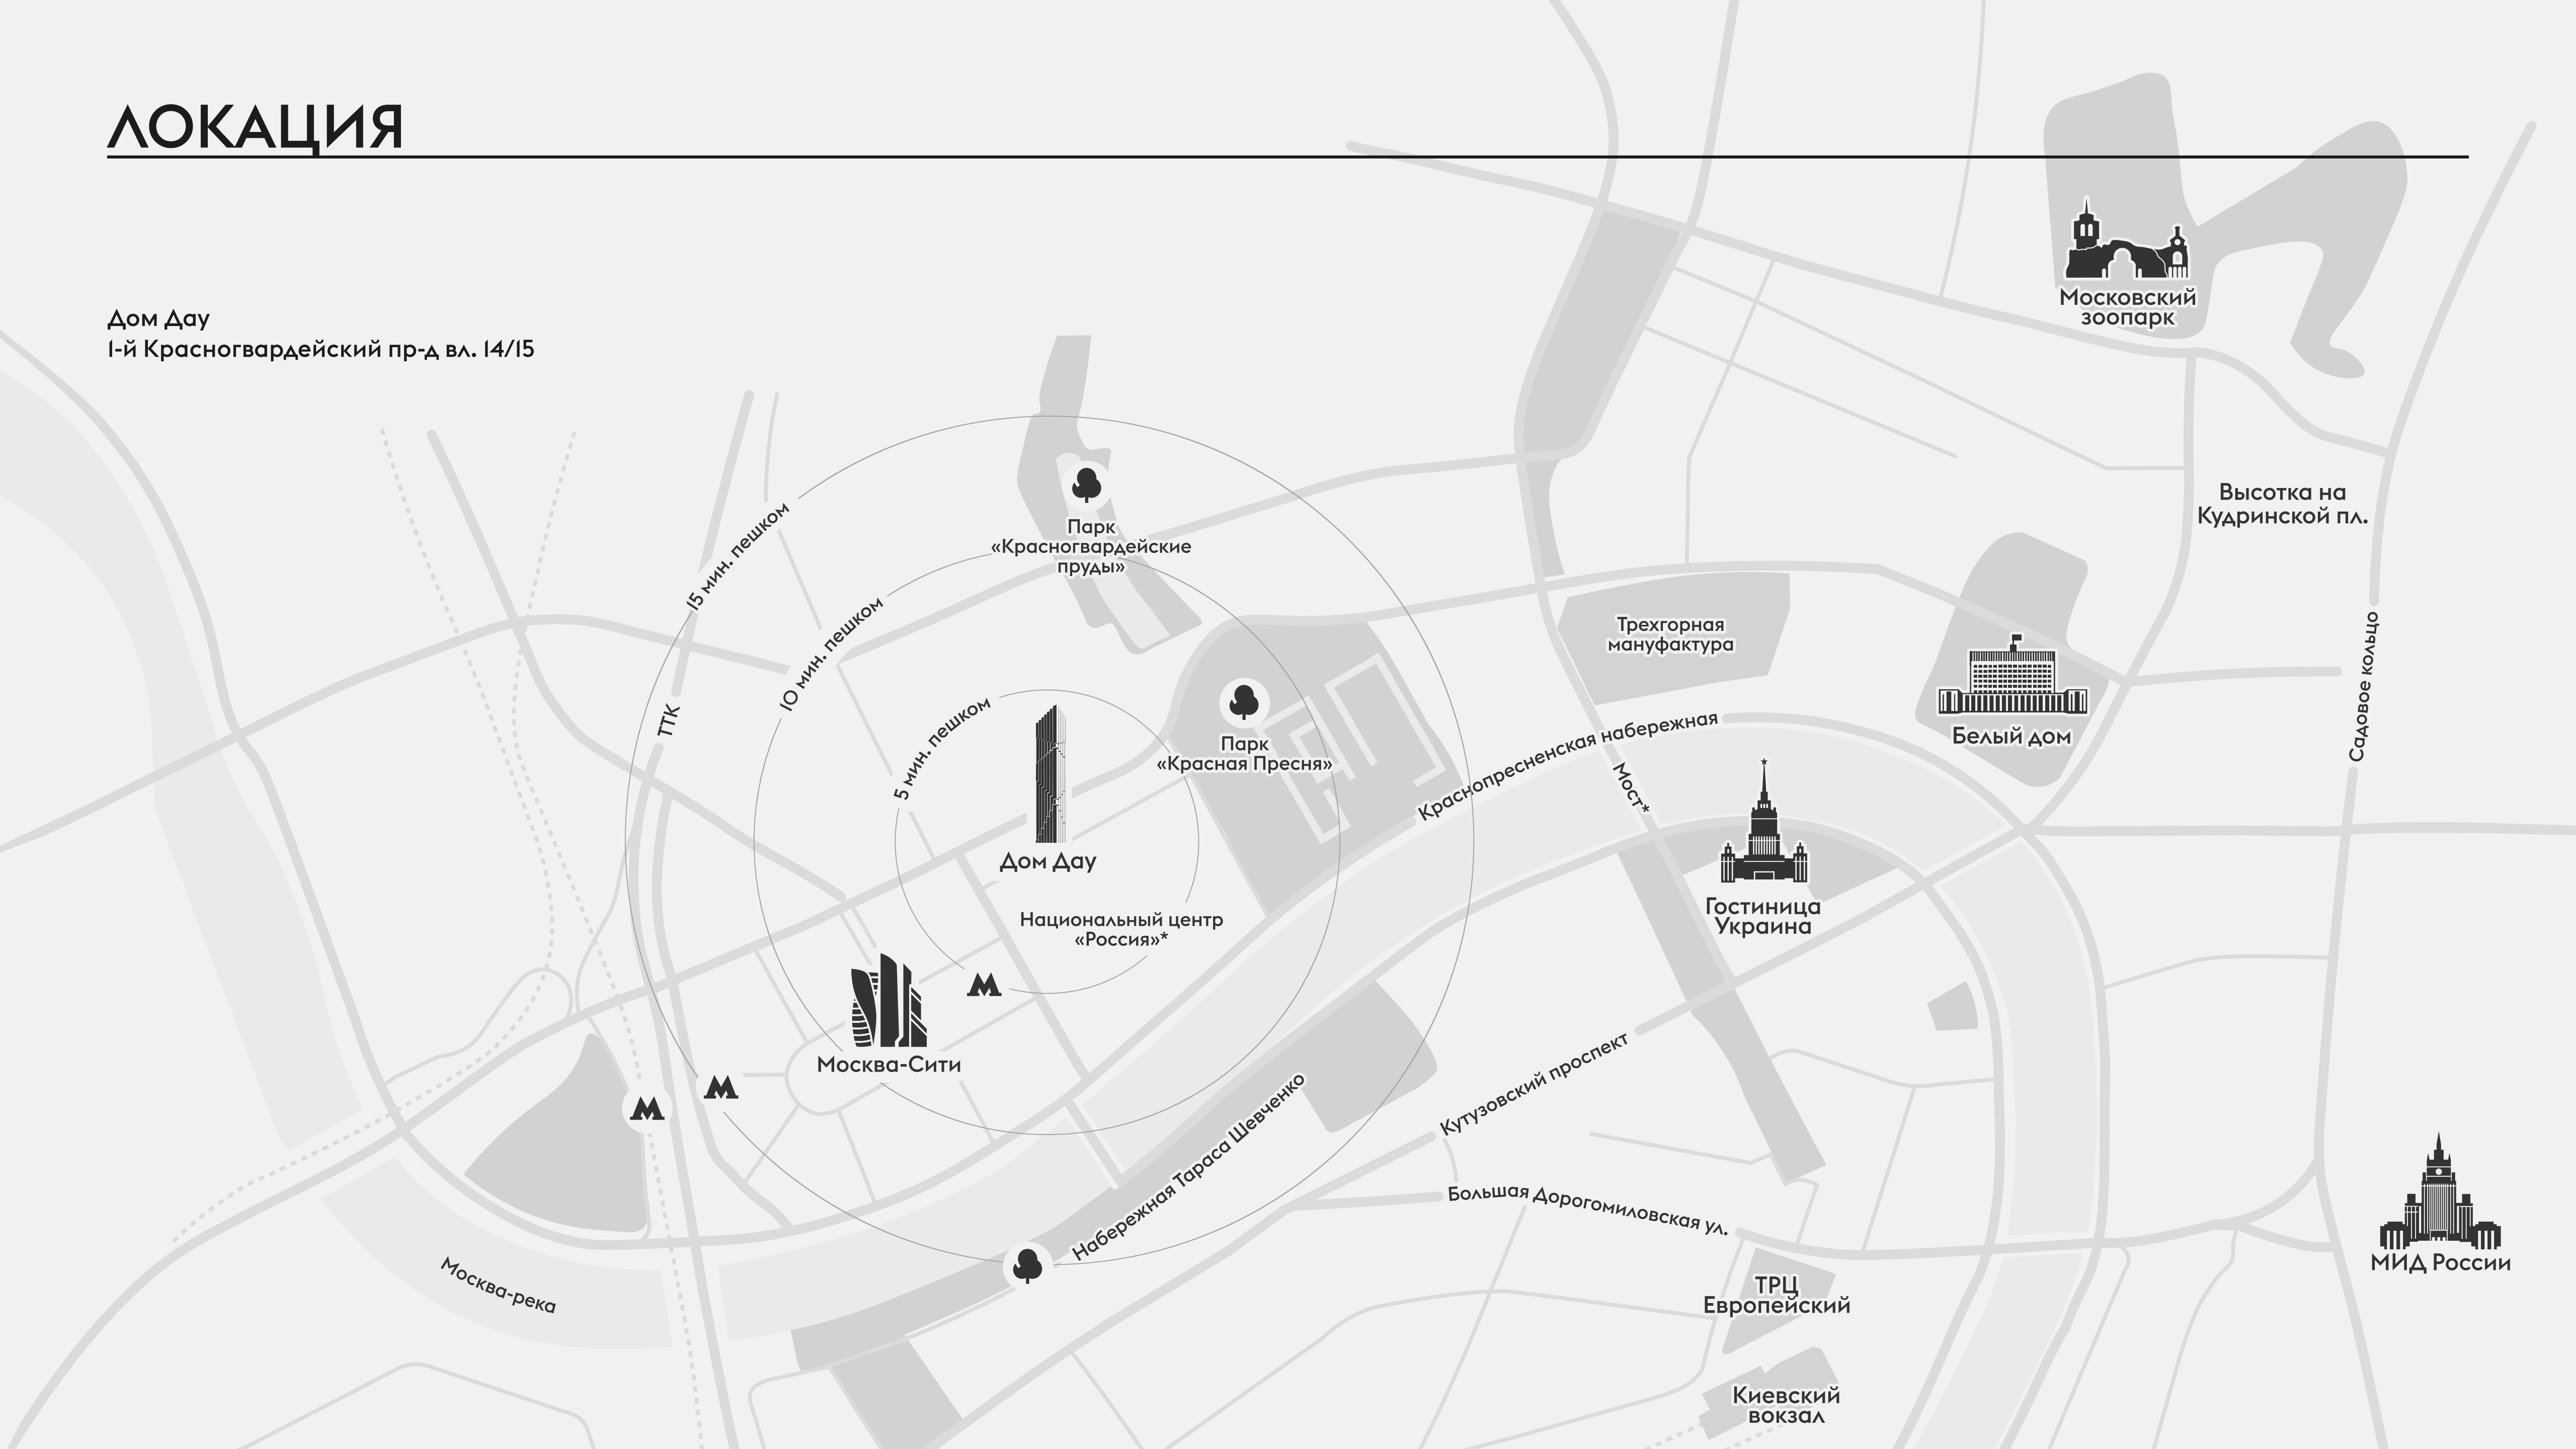 ЛОКАЦИЯ
Дом Дау
1-й Красногвардейский пр-д вл. 14/15
Московский
зоопарк
Высотка на
Кудринской пл.
15 мин. пешком
Парк
«Красногвардейские
пруды»
10 мин. пешком
Трехгорная
мануфактура
Садовое кольцо
ТТК
5 мин. пешком
Парк
«Красная Пресня»
Краснопресненская набережная
Белый дом
Мост*
Дом Дау
Гостиница
Украина
Национальный центр
«Россия»*
М
Москва-Сити
М
М
Набережная Тараса Шевченко
Кутузовский проспект
Большая Дорогомиловская ул.
МИД России
Москва-река
ТРЦ
Европейский
Киевский
вокзал